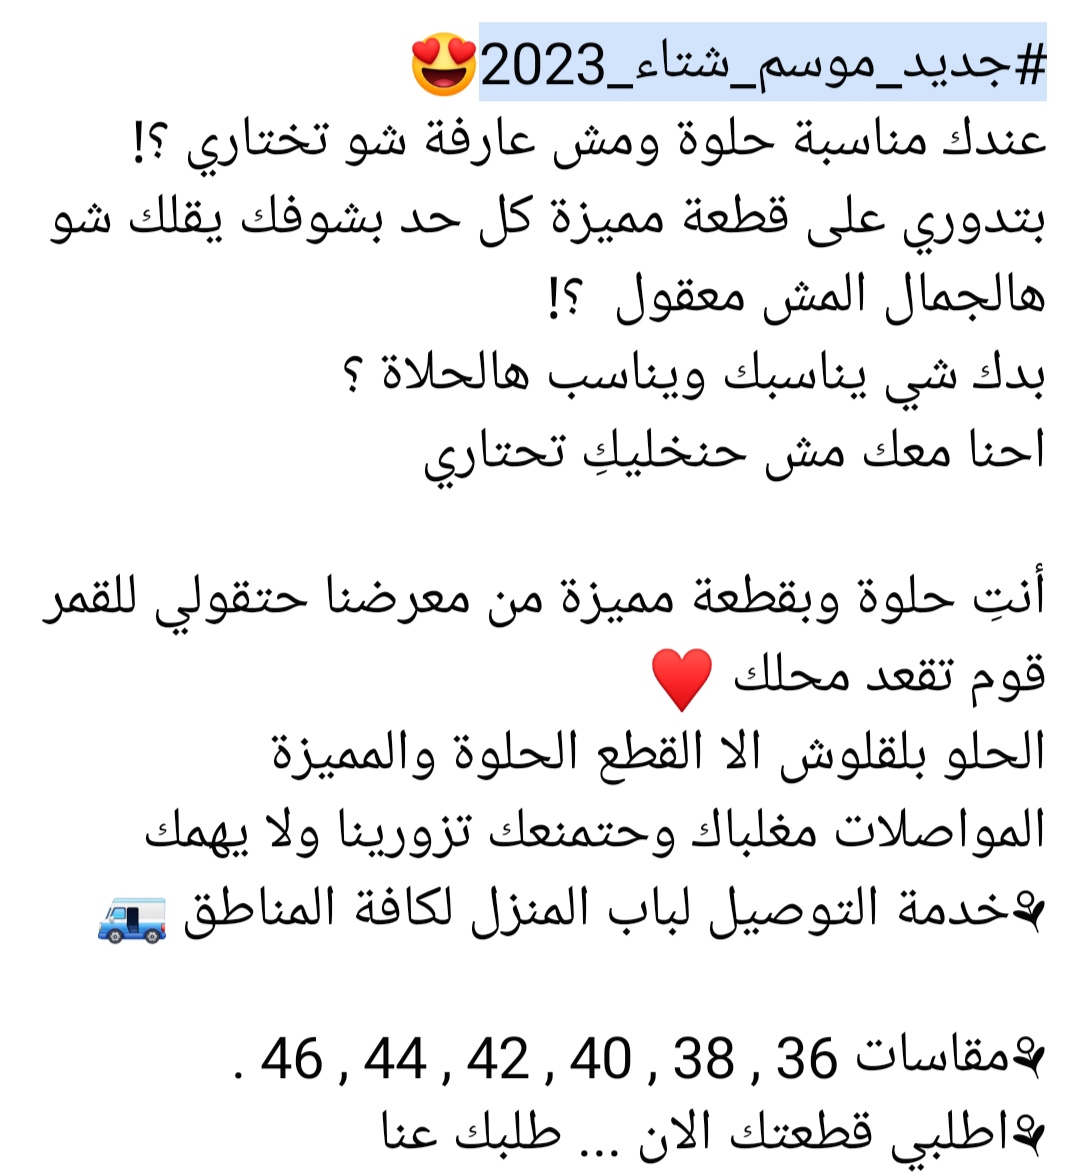 #جديد_موسم_شتاء_2023😍
عندك مناسبة حلوة ومش عارفة شو تختاري ؟!
بتدوري على قطعة مميزة كل حد بشوفك يقلك شو
هالجمال المش معقول ؟!
بدك شي يناسبك ويناسب هالحلاة ؟
احنا معك مش حنخليكِ تحتاري
أنتِ حلوة وبقطعة مميزة من معرضنا حتقولي للقمر
قوم تقعد محلك ♥️
الحلو بلقلوش الا القطع الحلوة والمميزة
المواصلات مغلباك وحتمنعك تزورينا ولا يهمك
⚘خدمة التوصيل لباب المنزل لكافة المناطق 🚐
⚘مقاسات 36 , 38 , 40 , 42 , 44 , 46 .
⚘اطلبي قطعتك الان ... طلبك عنا